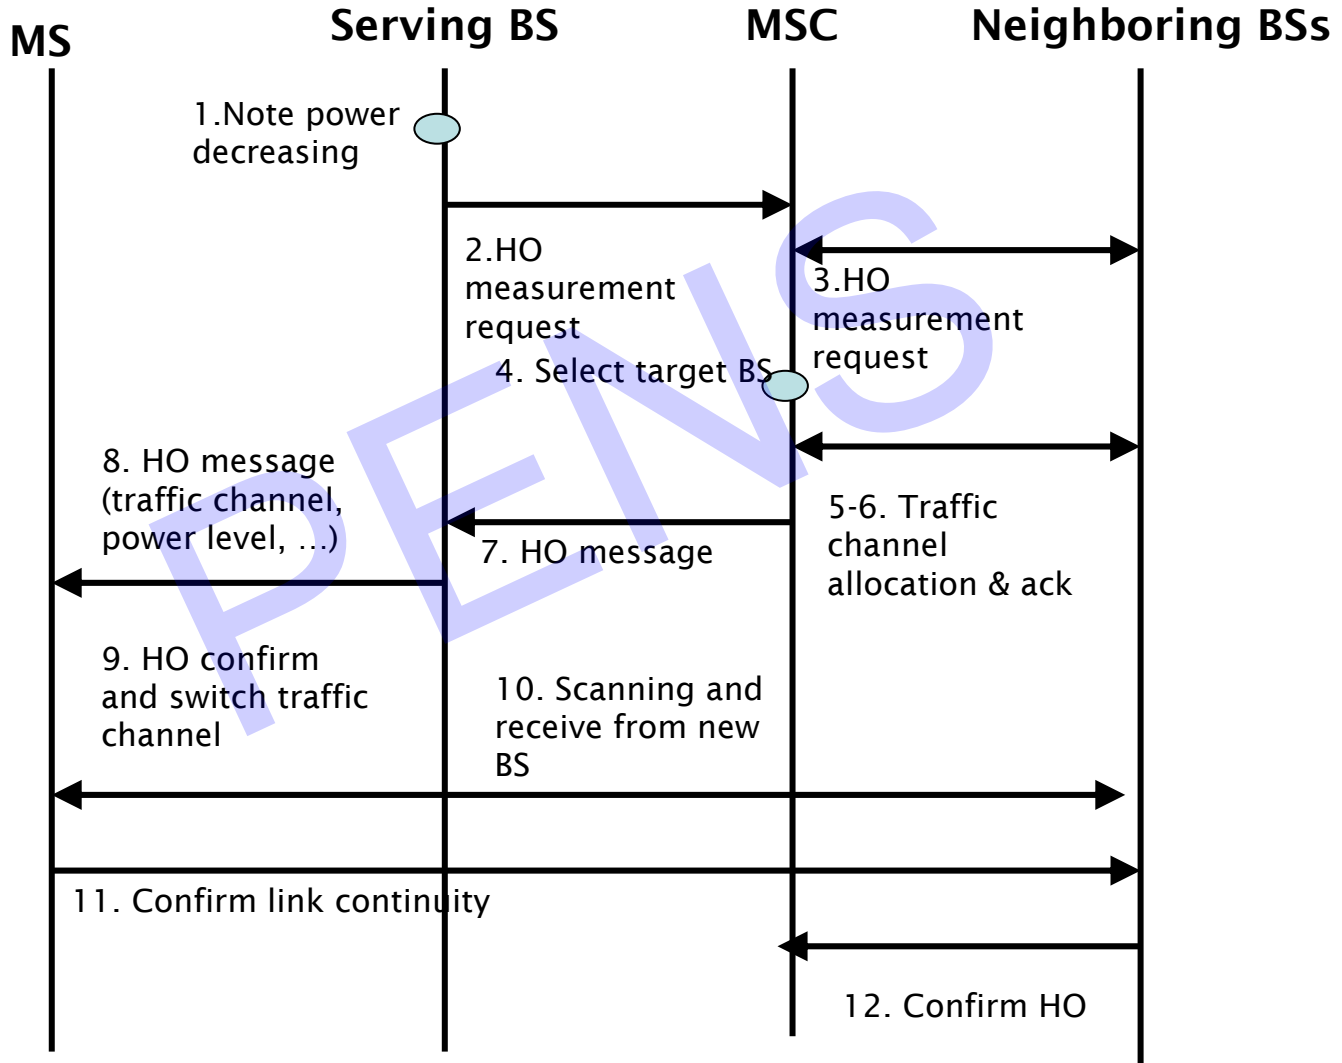 MS
Serving BS
MSC
Neighboring BSs
1.Note power
decreasing
2.HO
measurement
request
3.HO
measurement
request
4. Select target BS
5-6. Traffic
channel
allocation & ack
7. HO message
8. HO message
(traffic channel,
power level, ...)
9. HO confirm
and switch traffic
channel
10. Scanning and
receive from new
BS
11. Confirm link continuity
12. Confirm HO
PENS